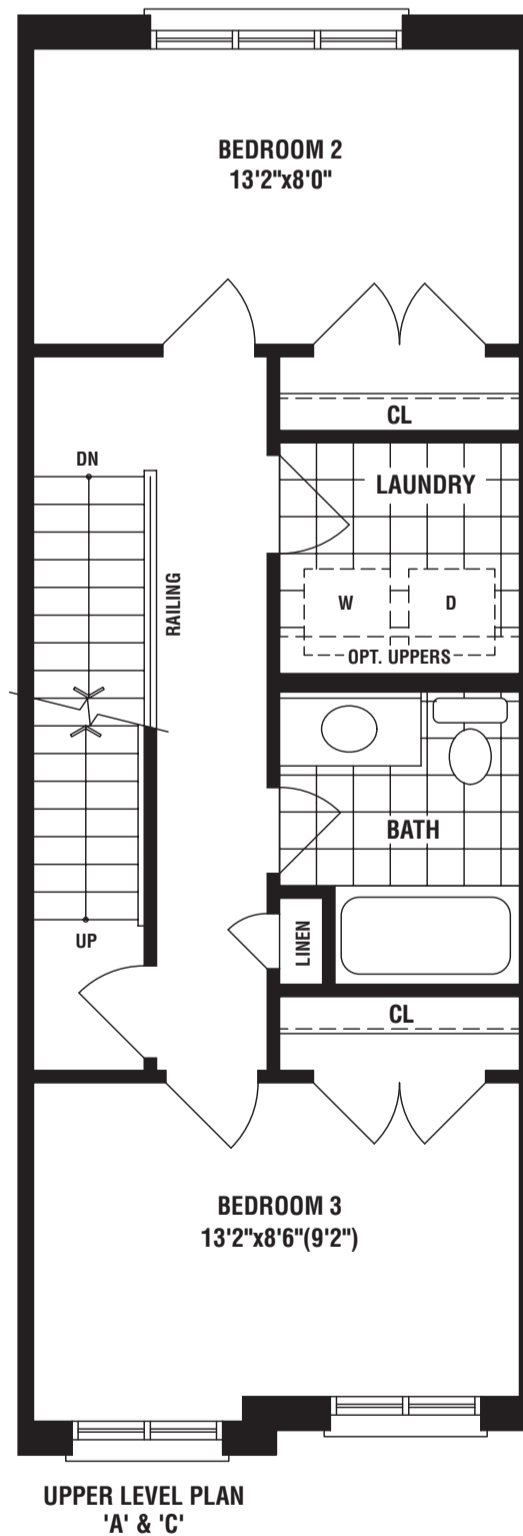 BEDROOM 2
13'2"x8'0"
CL
DN
LAUNDRY
RAILING
W
D
OPT. UPPERS
BATH
UP
LINEN
CL
BEDROOM 3
13'2"x8'6"(9'2")
UPPER LEVEL PLAN
'A' & 'C'